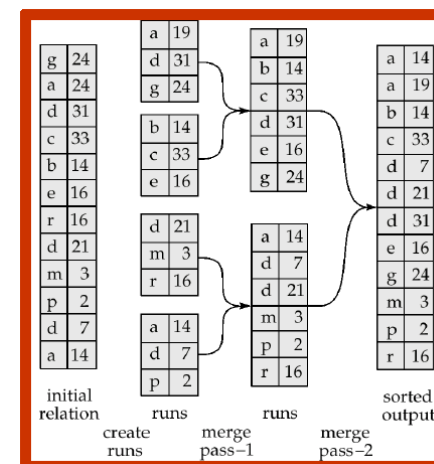 g 24
a 24
d 31
c 33
b 14
e 16
r 16
d 21
m 3
p 2
d 7
a 14
initial
relation
a 19
d 31
g 24
b 14
c 33
e 16
d 21
m 3
r 16
a 14
d 7
p 2
runs
a 19
b 14
c 33
d 31
e 16
g 24
a 14
d 7
d 21
m 3
p 2
r 16
runs
a 14
a 19
b 14
c 33
d 7
d 21
d 31
e 16
g 24
m 3
p 2
r 16
sorted
output
create
runs
merge
pass–1
merge
pass–2